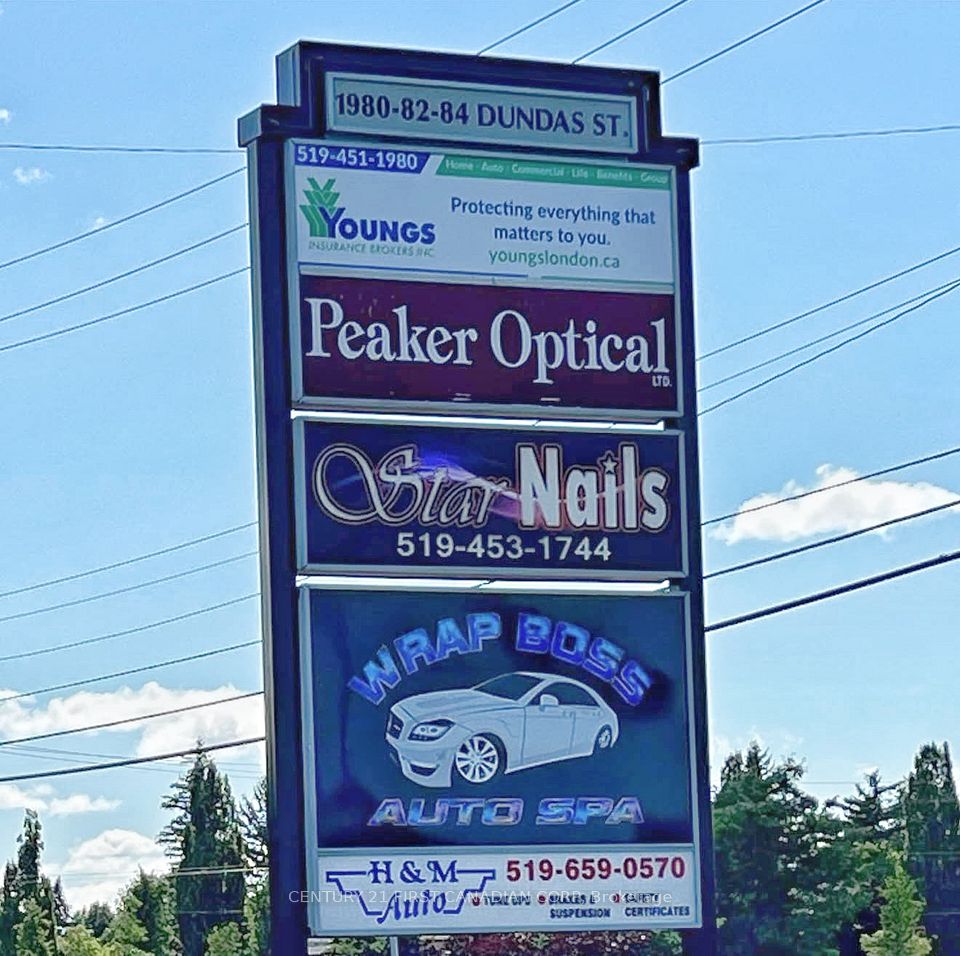 1980-82-84 DUNDAS ST.
519-451-1980
Home · Auto · Commercial · Life · Benefits · Group
YOUNGS
INSURANCE BROKERS INC.
Protecting everything that
matters to you.
youngslondon.ca
Peaker Optical
LTD.
Star Nails
519-453-1744
WRAP BOSS
AUTO SPA
H & M
Auto
519-659-0570
SUSPENSION
CERTIFICATES
CENTURY 21 FIRST CANADIAN CORP, Brokerage